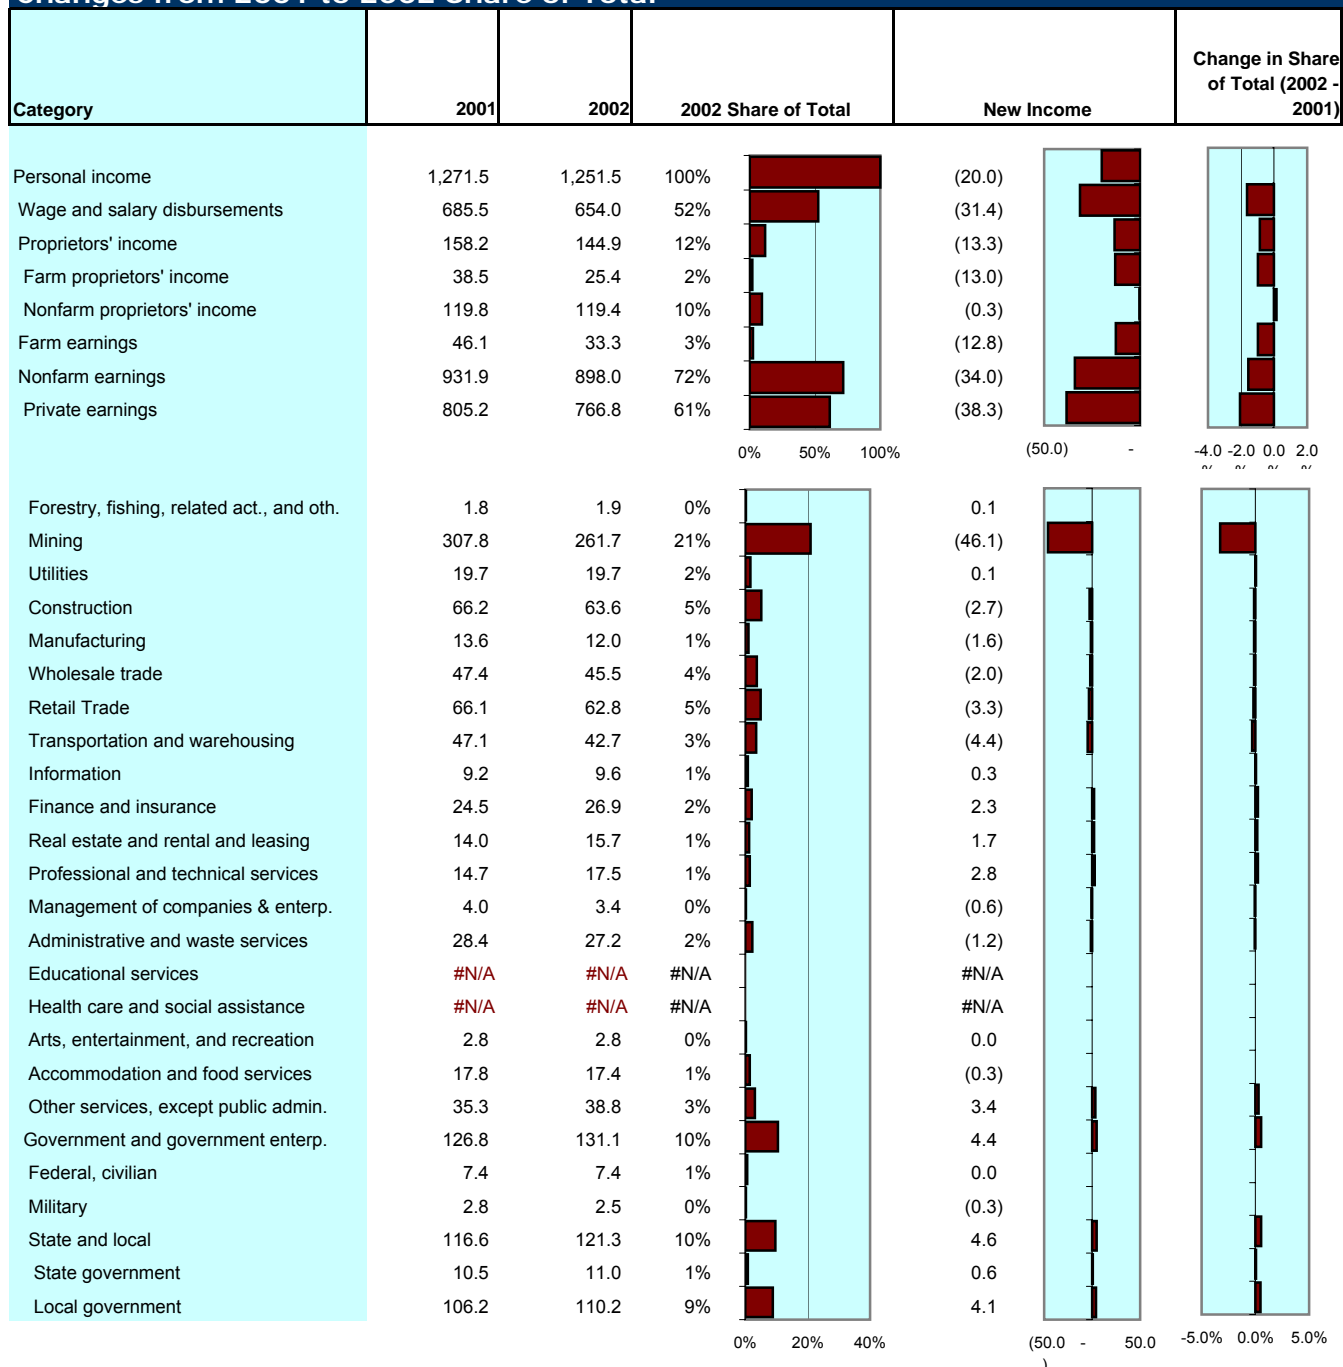 changes from 2001 to 2002 Share of Total
Category 2001 2002 2002 Share of Total New Income Change in Share of Total (2002 - 2001)
Personal income 1,271.5 1,251.5 100% (20.0)
Wage and salary disbursements 685.5 654.0 52% (31.4)
Proprietors' income 158.2 144.9 12% (13.3)
Farm proprietors' income 38.5 25.4 2% (13.0)
Nonfarm proprietors' income 119.8 119.4 10% (0.3)
Farm earnings 46.1 33.3 3% (12.8)
Nonfarm earnings 931.9 898.0 72% (34.0)
Private earnings 805.2 766.8 61% (38.3)
0% 50% 100% (50.0) - -4.0 -2.0 0.0 2.0
% % % %
Forestry, fishing, related act., and oth. 1.8 1.9 0% 0.1
Mining 307.8 261.7 21% (46.1)
Utilities 19.7 19.7 2% 0.1
Construction 66.2 63.6 5% (2.7)
Manufacturing 13.6 12.0 1% (1.6)
Wholesale trade 47.4 45.5 4% (2.0)
Retail Trade 66.1 62.8 5% (3.3)
Transportation and warehousing 47.1 42.7 3% (4.4)
Information 9.2 9.6 1% 0.3
Finance and insurance 24.5 26.9 2% 2.3
Real estate and rental and leasing 14.0 15.7 1% 1.7
Professional and technical services 14.7 17.5 1% 2.8
Management of companies & enterp. 4.0 3.4 0% (0.6)
Administrative and waste services 28.4 27.2 2% (1.2)
Educational services #N/A #N/A #N/A #N/A
Health care and social assistance #N/A #N/A #N/A #N/A
Arts, entertainment, and recreation 2.8 2.8 0% 0.0
Accommodation and food services 17.8 17.4 1% (0.3)
Other services, except public admin. 35.3 38.8 3% 3.4
Government and government enterp. 126.8 131.1 10% 4.4
Federal, civilian 7.4 7.4 1% 0.0
Military 2.8 2.5 0% (0.3)
State and local 116.6 121.3 10% 4.6
State government 10.5 11.0 1% 0.6
Local government 106.2 110.2 9% 4.1
0% 20% 40% (50.0 - 50.0 -5.0% 0.0% 5.0%
)